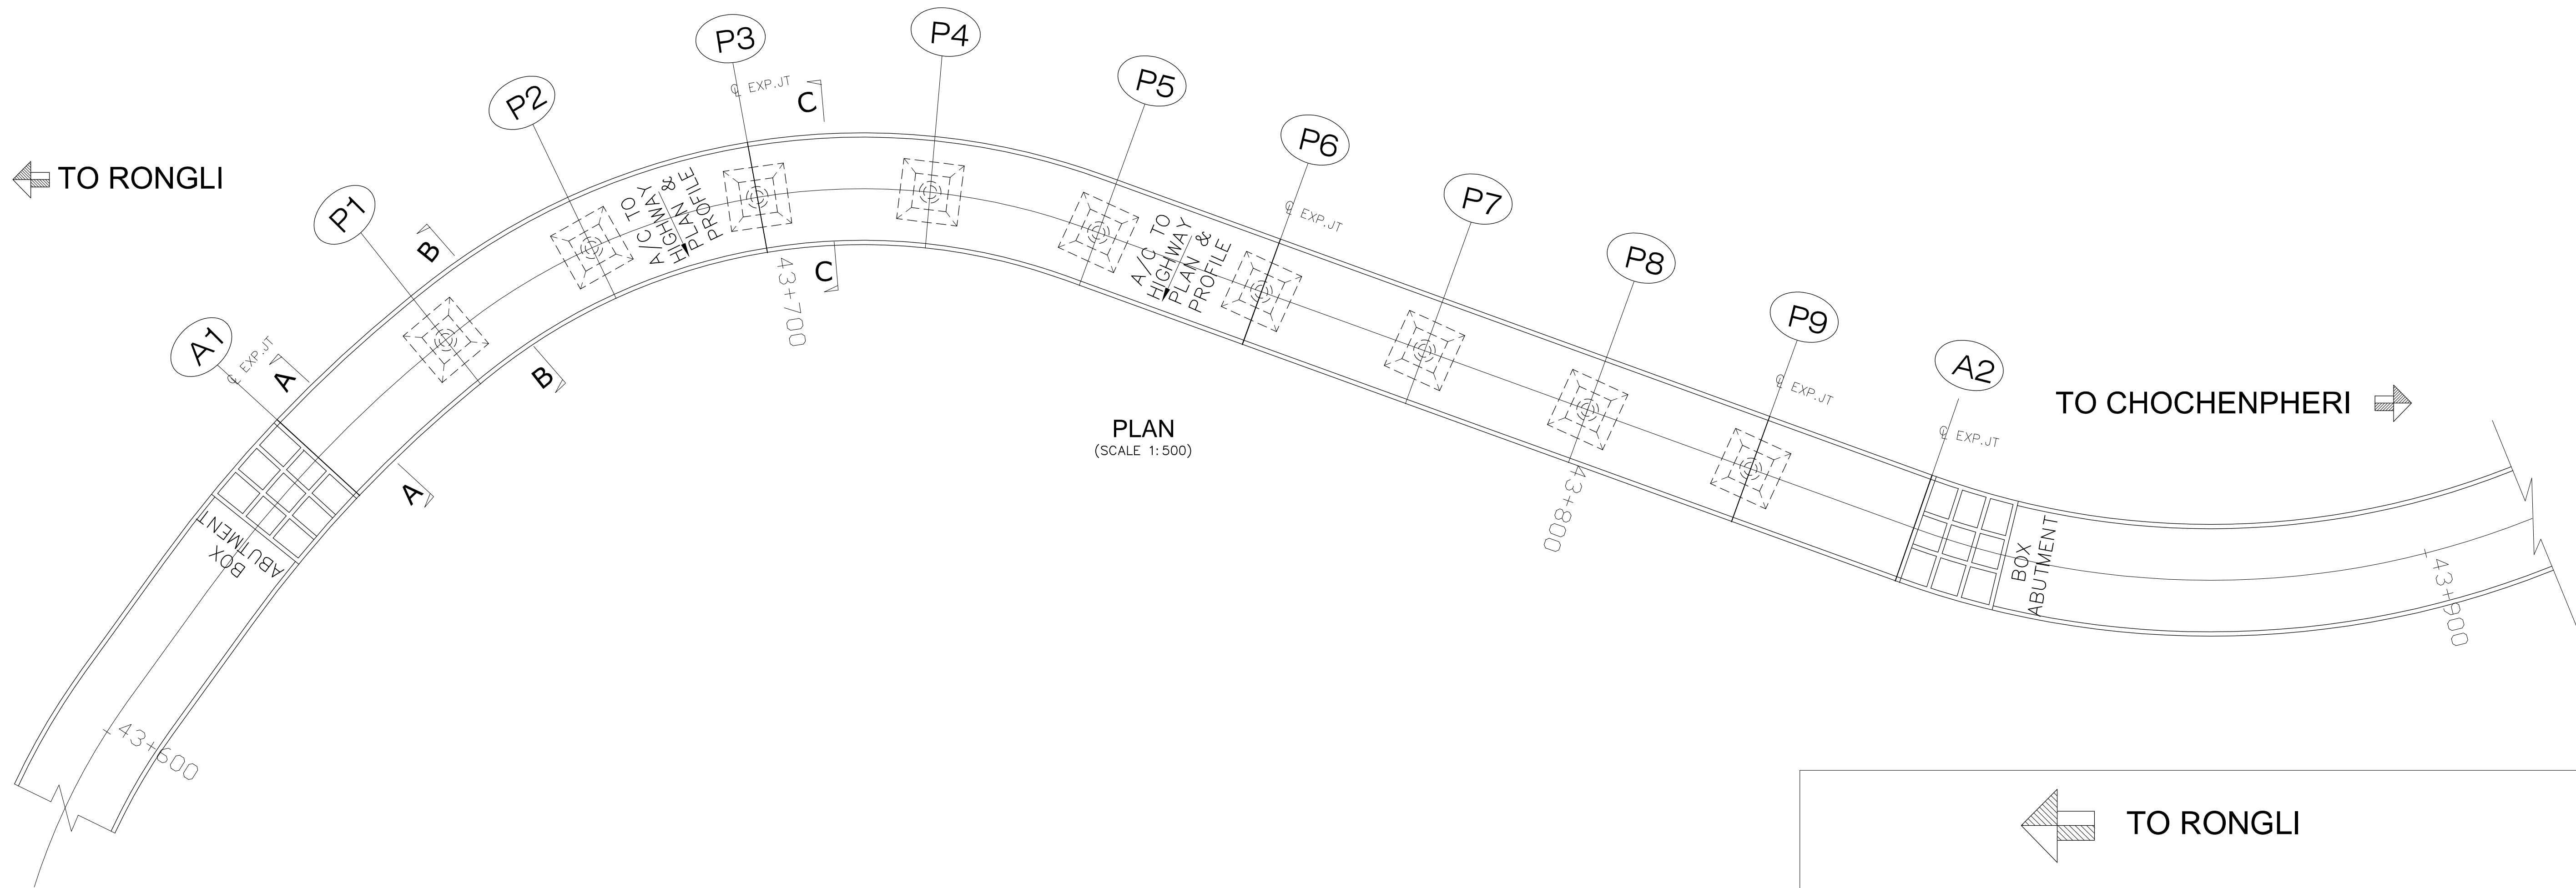 P3
P4
℄ EXP.JT
C
P5
P2
P6
℄ EXP.JT
TO RONGLI
P1
A/C TO
HIGHWAY
PLAN &
PROFILE
P7
A/C TO
HIGHWAY
PLAN &
PROFILE
B
P8
C
43+700
P9
A1
℄ EXP.JT
A
B
A2
℄ EXP.JT
TO CHOCHENPHERI
PLAN
(SCALE 1:500)
℄ EXP.JT
A
43+800
BOX
ABUTMENT
BOX
ABUTMENT
43+900
43+600
TO RONGLI